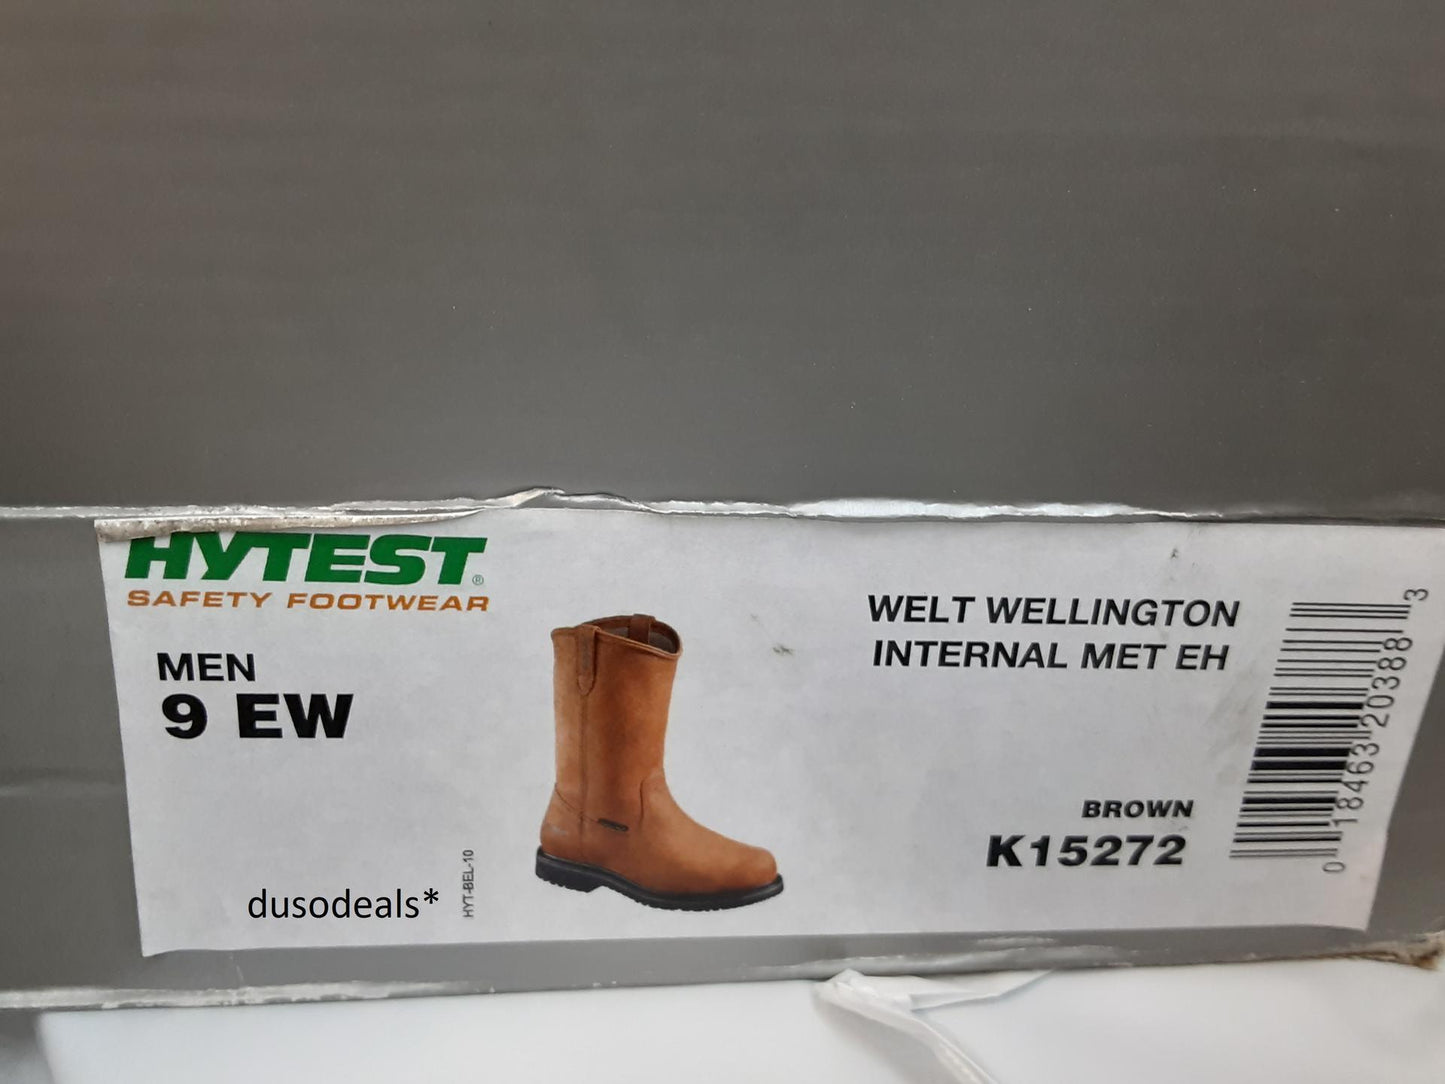 HYTEST®
SAFETY FOOTWEAR
MEN
9 EW
WELT WELLINGTON
INTERNAL MET EH
BROWN
K15272
HYT-BEL-10
dusodeals*
0 18463 20388 3